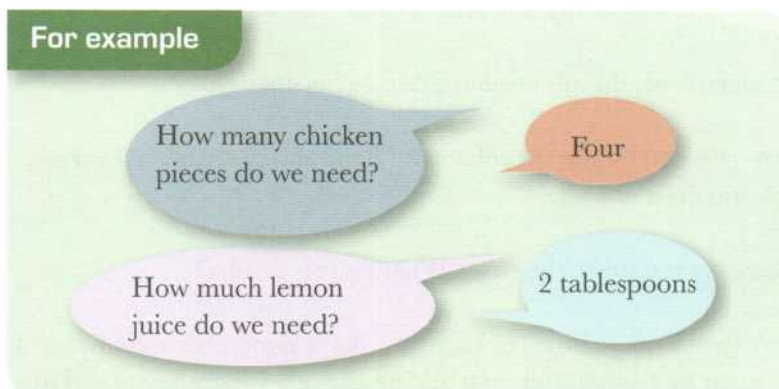 For example
How many chicken
pieces do we need?
Four
How much lemon
juice do we need?
2 tablespoons